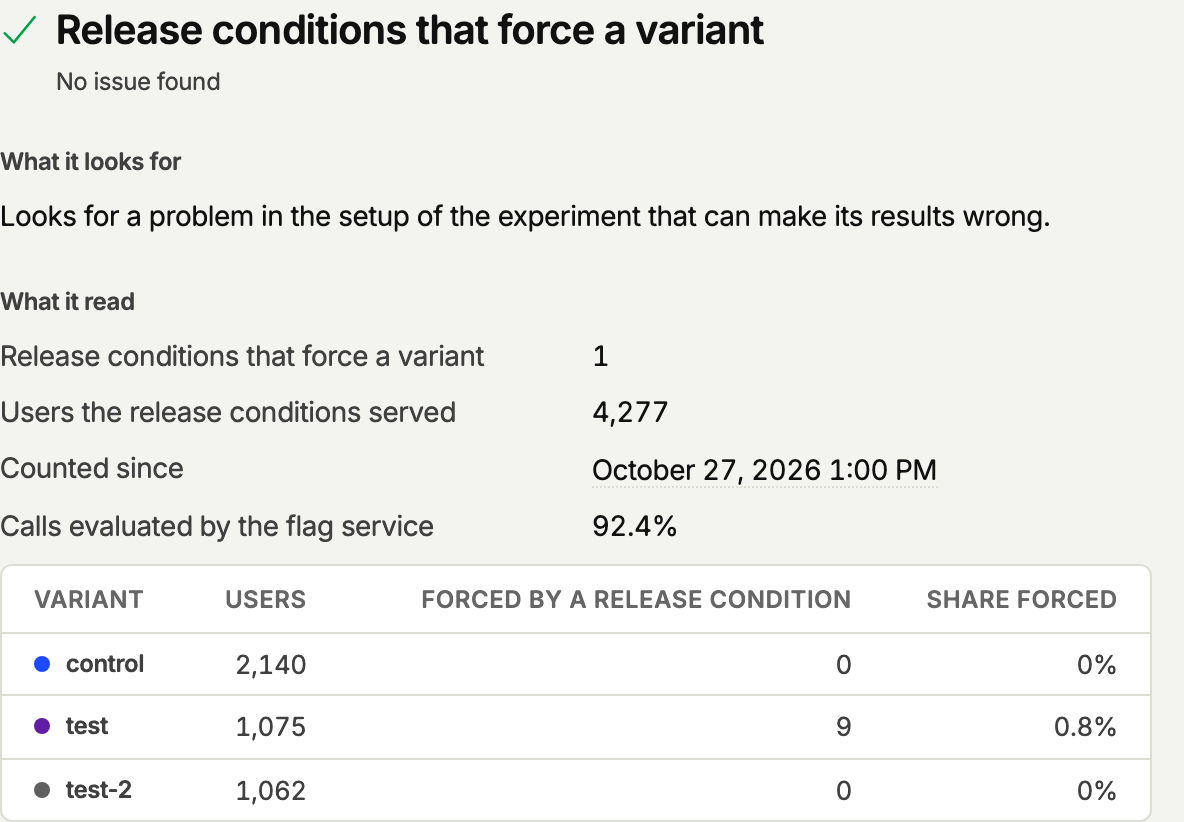 Release conditions that force a variant
No issue found
What it looks for
Looks for a problem in the setup of the experiment that can make its results wrong.
What it read
Release conditions that force a variant 1
Users the release conditions served 4,277
Counted since October 27, 2026 1:00 PM
Calls evaluated by the flag service 92.4%
VARIANT USERS FORCED BY A RELEASE CONDITION SHARE FORCED
control 2,140 0 0%
test 1,075 9 0.8%
test-2 1,062 0 0%